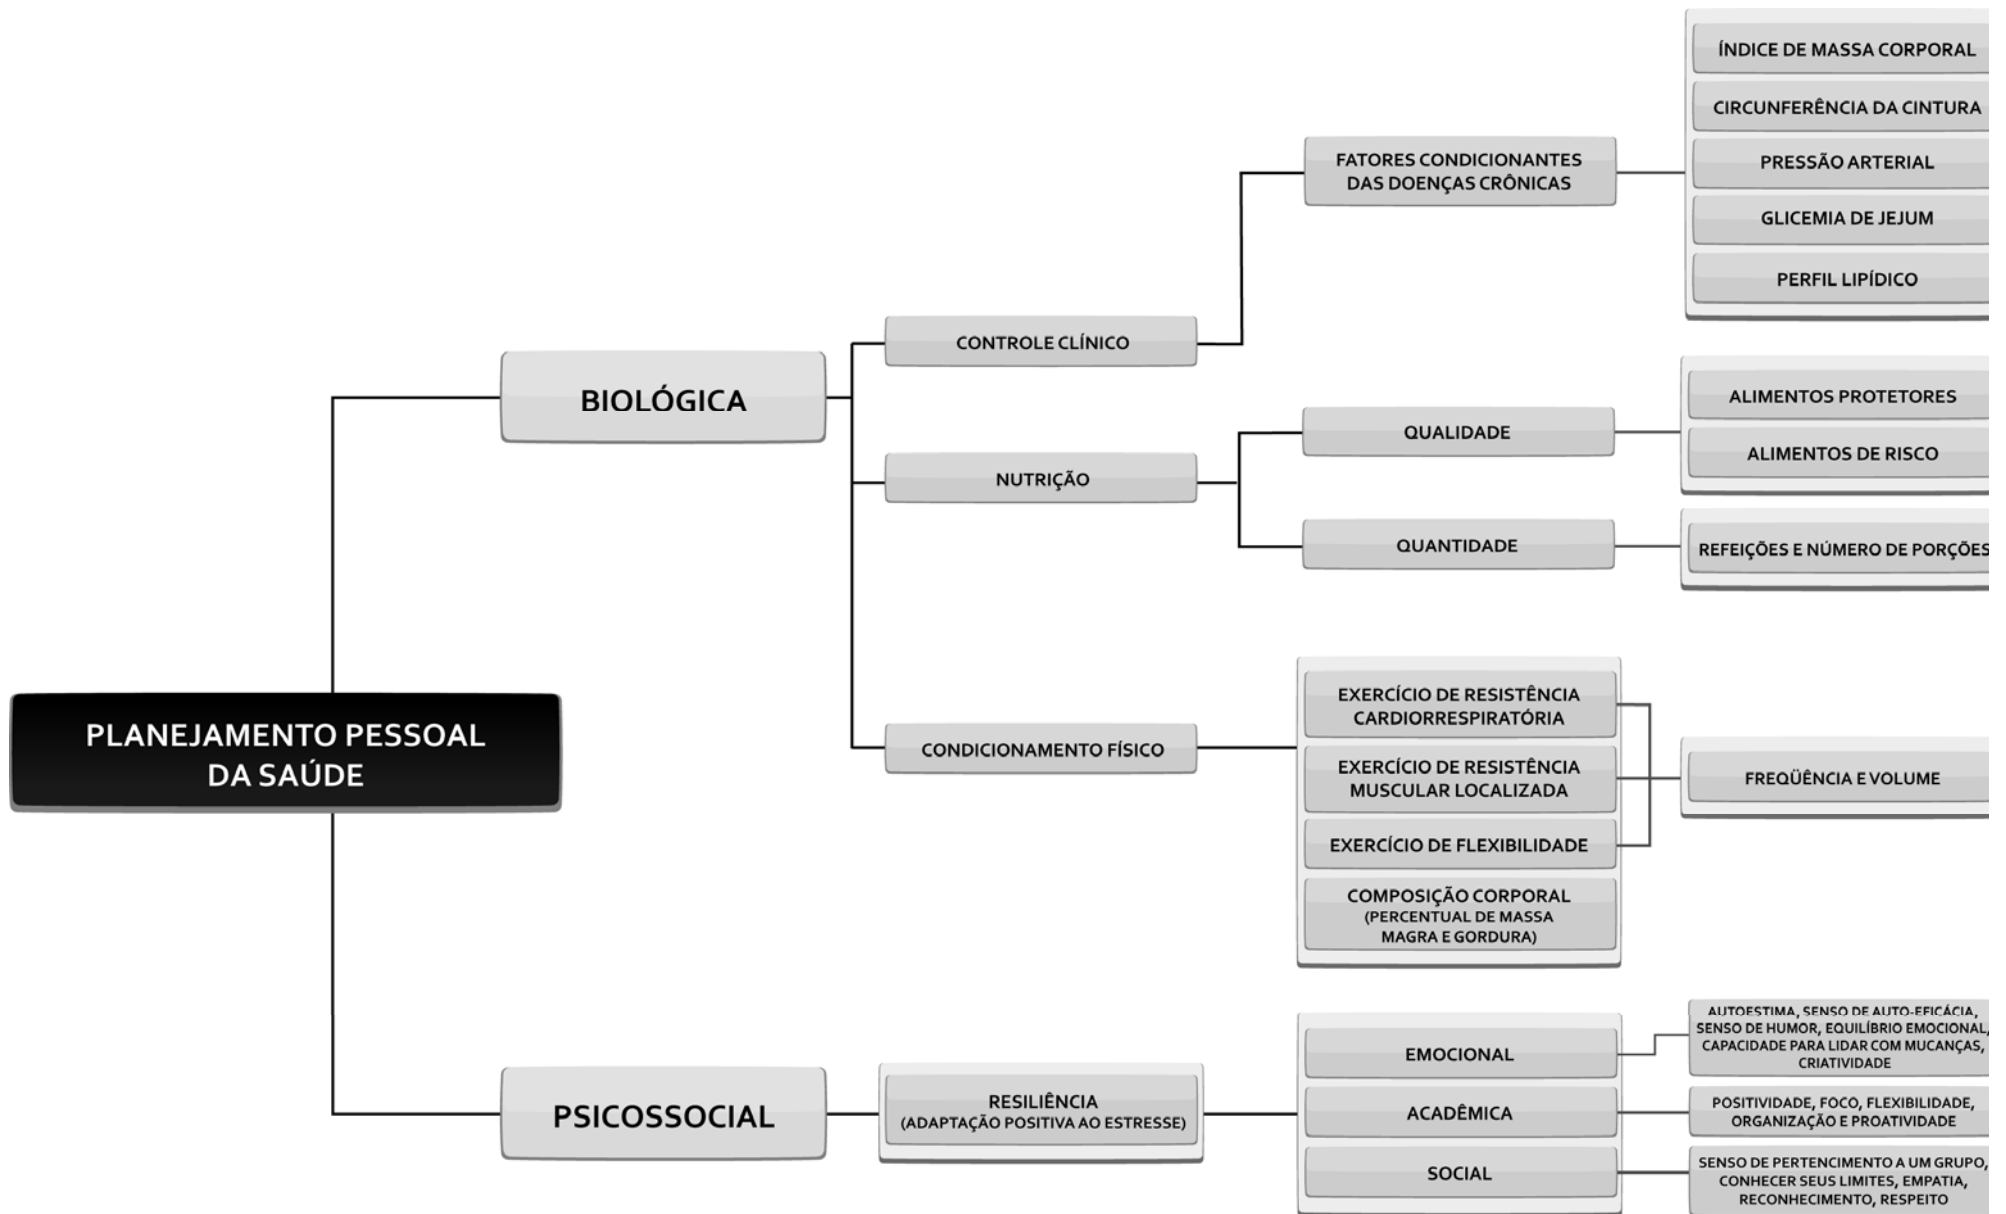 PLANEJAMENTO PESSOAL
DA SAÚDE
BIOLÓGICA
CONTROLE CLÍNICO
FATORES CONDICIONANTES
DAS DOENÇAS CRÔNICAS
ÍNDICE DE MASSA CORPORAL
CIRCUNFERÊNCIA DA CINTURA
PRESSÃO ARTERIAL
GLICEMIA DE JEJUM
PERFIL LIPÍDICO
NUTRIÇÃO
QUALIDADE
ALIMENTOS PROTETORES
ALIMENTOS DE RISCO
QUANTIDADE
REFEIÇÕES E NÚMERO DE PORÇÕES
CONDICIONAMENTO FÍSICO
EXERCÍCIO DE RESISTÊNCIA
CARDIORRESPIRATÓRIA
EXERCÍCIO DE RESISTÊNCIA
MUSCULAR LOCALIZADA
EXERCÍCIO DE FLEXIBILIDADE
COMPOSIÇÃO CORPORAL
(PERCENTUAL DE MASSA
MAGRA E GORDURA)
FREQÜÊNCIA E VOLUME
PSICOSSOCIAL
RESILIÊNCIA
(ADAPTAÇÃO POSITIVA AO ESTRESSE)
EMOCIONAL
AUTOESTIMA, SENSO DE AUTO-EFICÁCIA,
SENSO DE HUMOR, EQUILÍBRIO EMOCIONAL,
CAPACIDADE PARA LIDAR COM MUCANÇAS,
CRIATIVIDADE
ACADÊMICA
POSITIVIDADE, FOCO, FLEXIBILIDADE,
ORGANIZAÇÃO E PROATIVIDADE
SOCIAL
SENSO DE PERTENCIMENTO A UM GRUPO,
CONHECER SEUS LIMITES, EMPATIA,
RECONHECIMENTO, RESPEITO